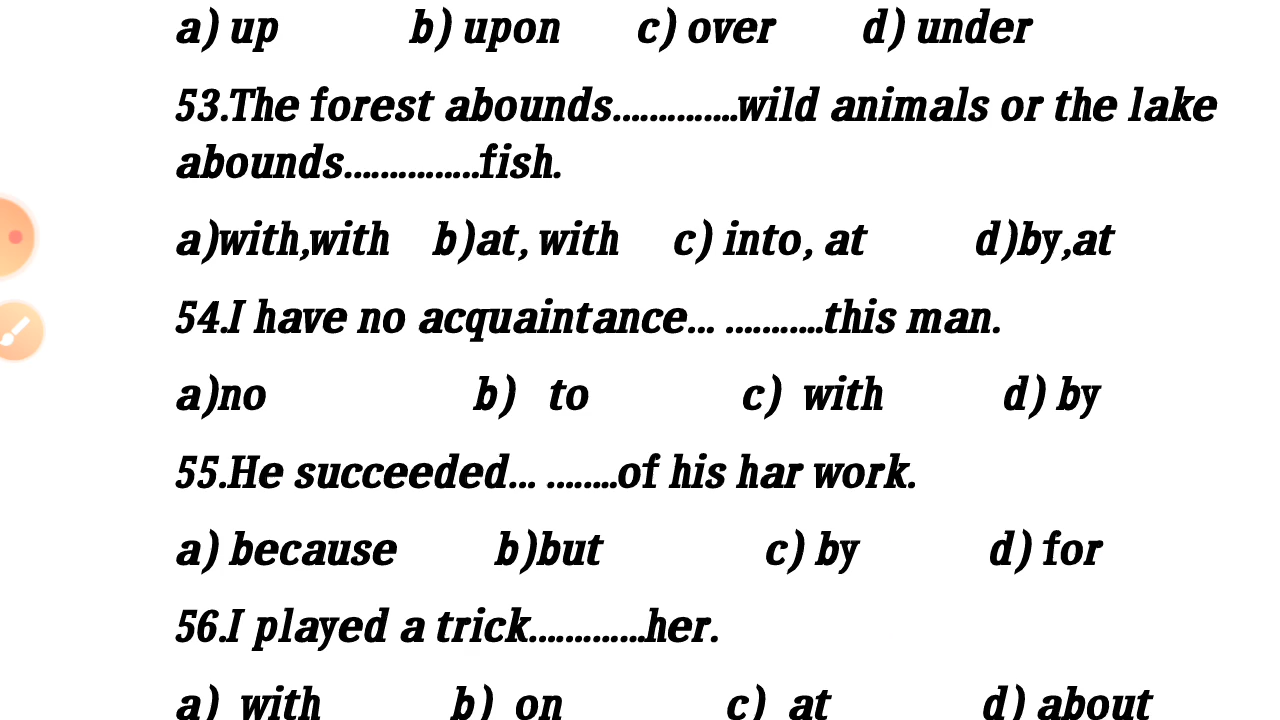 a) up b) upon c) over d) under
53.The forest abounds..............wild animals or the lake
abounds...............fish.
a)with,with b)at, with c) into, at d)by,at
54.I have no acquaintance... ...........this man.
a)no b) to c) with d) by
55.He succeeded... ........of his har work.
a) because b)but c) by d) for
56.I played a trick.............her.
a) with b) on c) at d) about